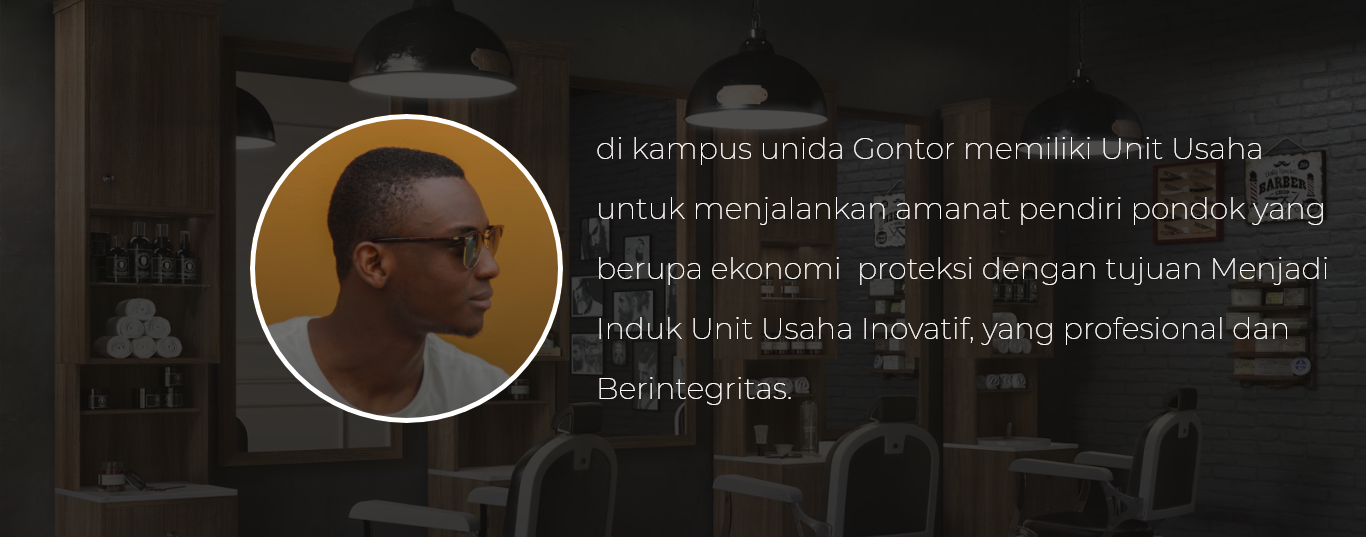 di kampus unida Gontor memiliki Unit Usaha
untuk menjalankan amanat pendiri pondok yang
berupa ekonomi  proteksi dengan tujuan Menjadi
Induk Unit Usaha Inovatif, yang profesional dan
Berintegritas.
BARBER